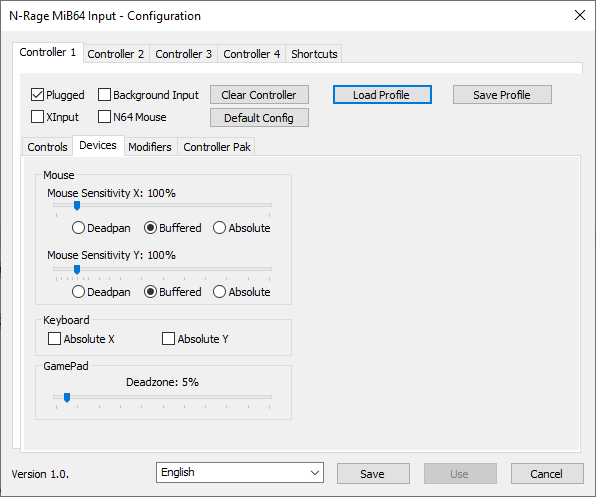 N-Rage MiB64 Input - Configuration
Controller 1 Controller 2 Controller 3 Controller 4 Shortcuts
Plugged Background Input Clear Controller Load Profile Save Profile
XInput N64 Mouse Default Config
Controls Devices Modifiers Controller Pak
Mouse
Mouse Sensitivity X: 100%
Deadpan Buffered Absolute
Mouse Sensitivity Y: 100%
Deadpan Buffered Absolute
Keyboard
Absolute X Absolute Y
GamePad
Deadzone: 5%
Version 1.0. English Save Use Cancel